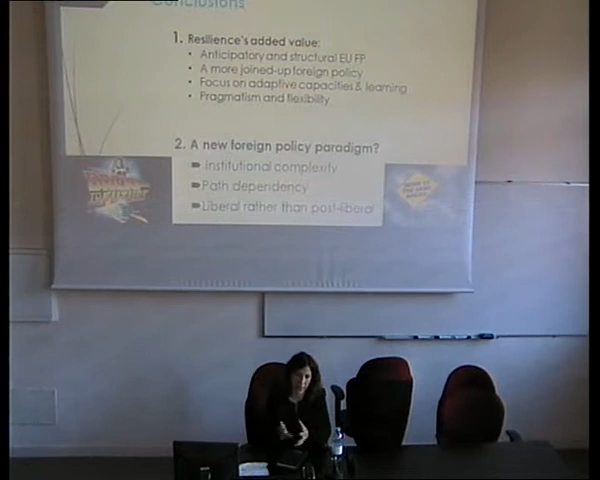 Conclusions
1. Resilience's added value:
• Anticipatory and structural EU FP
• A more joined-up foreign policy
• Focus on adaptive capacities & learning
• Pragmatism and flexibility
2. A new foreign policy paradigm?
Institutional complexity
Path dependency
Liberal rather than post-liberal